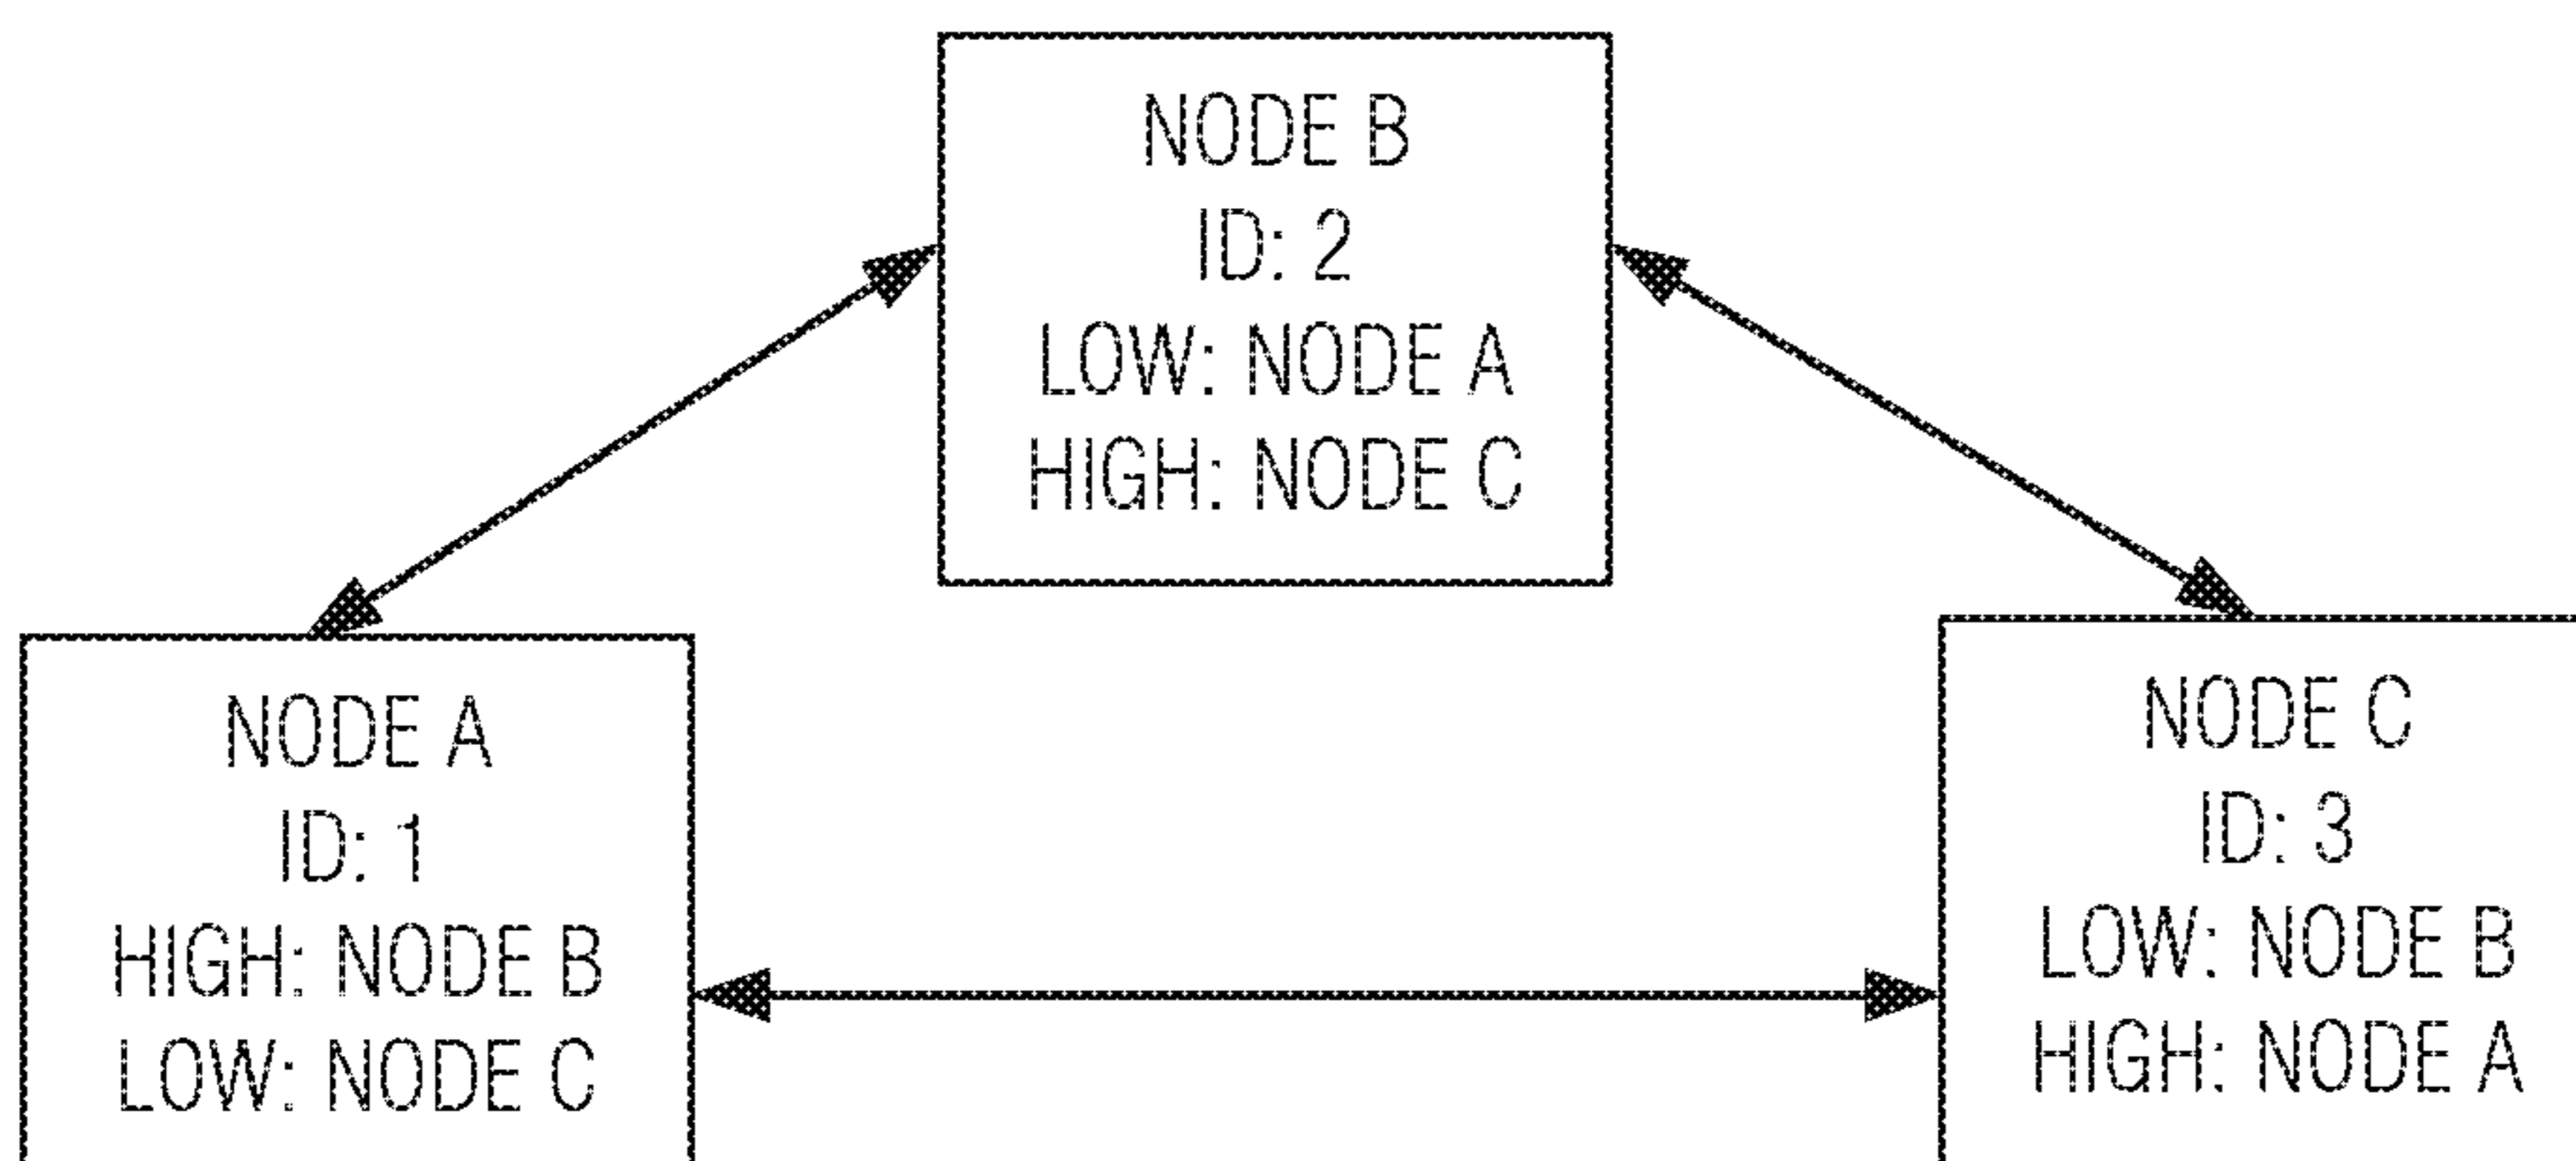 NODE B
ID: 2
LOW: NODE A
HIGH: NODE C
NODE A
ID: 1
HIGH: NODE B
LOW: NODE C
NODE C
ID: 3
LOW: NODE B
HIGH: NODE A